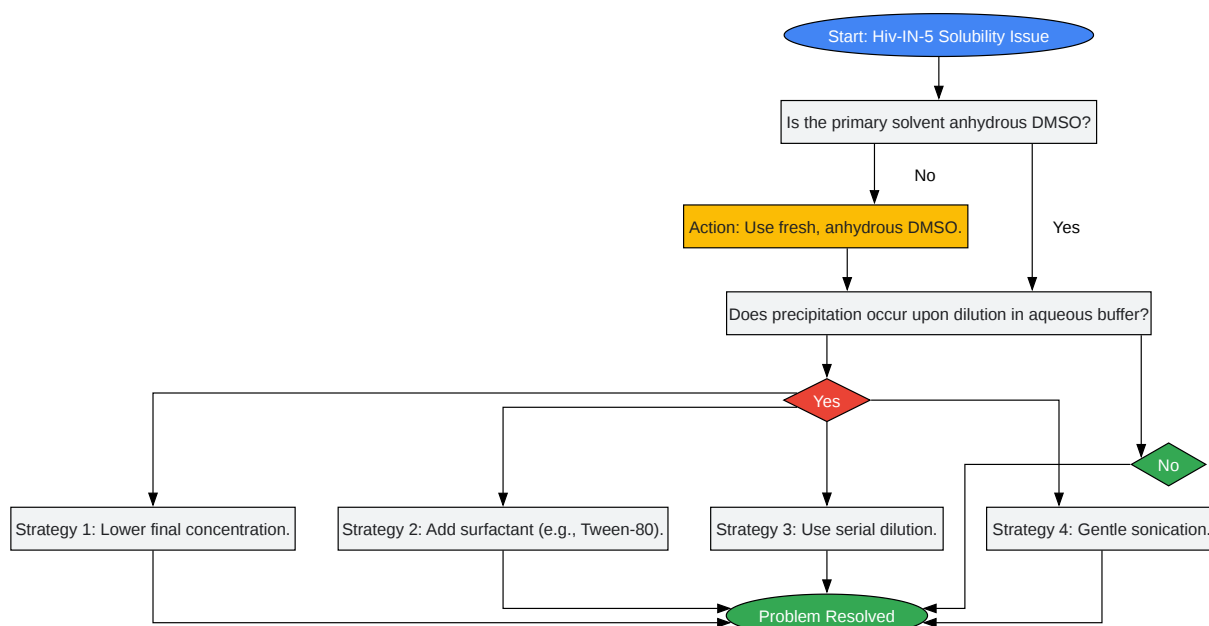 Start: Hiv-IN-5 Solubility Issue
Is the primary solvent anhydrous DMSO?
No
Action: Use fresh, anhydrous DMSO.
Yes
Does precipitation occur upon dilution in aqueous buffer?
Yes
No
Strategy 1: Lower final concentration.
Strategy 2: Add surfactant (e.g., Tween-80).
Strategy 3: Use serial dilution.
Strategy 4: Gentle sonication.
Problem Resolved